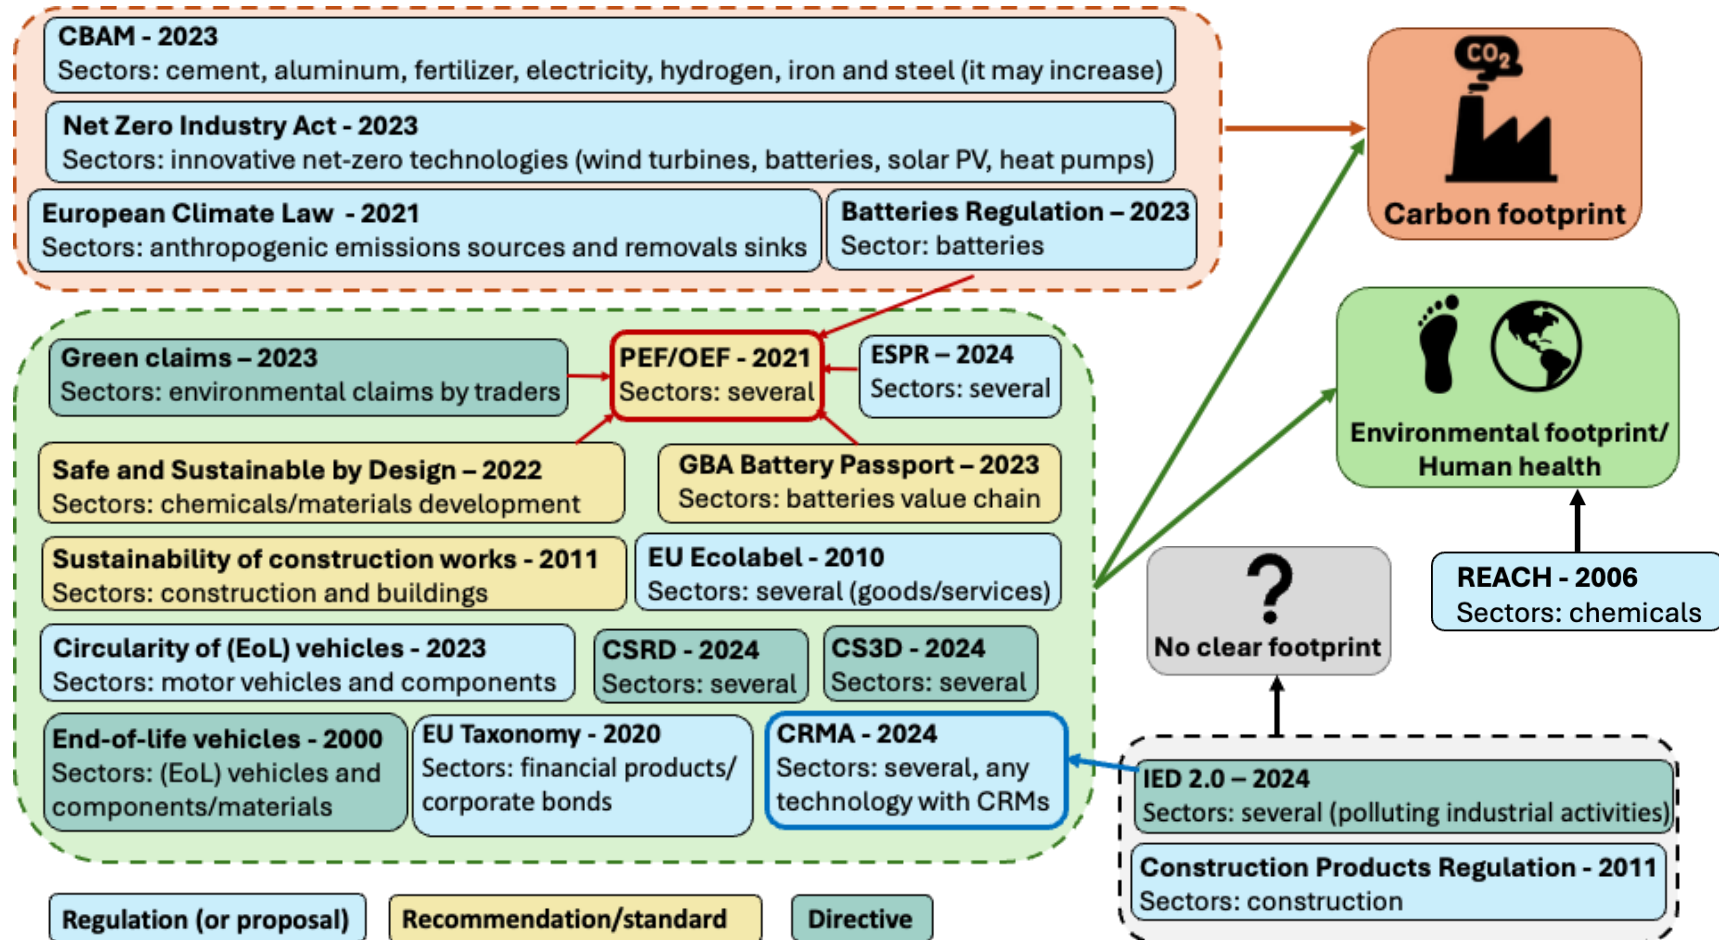 CBAM - 2023
Sectors: cement, aluminum, fertilizer, electricity, hydrogen, iron and steel (it may increase)
Net Zero Industry Act - 2023
Sectors: innovative net-zero technologies (wind turbines, batteries, solar PV, heat pumps)
European Climate Law - 2021
Sectors: anthropogenic emissions sources and removals sinks
Batteries Regulation – 2023
Sector: batteries
CO2
Carbon footprint
Green claims – 2023
Sectors: environmental claims by traders
PEF/OEF - 2021
Sectors: several
ESPR – 2024
Sectors: several
Environmental footprint/
Human health
Safe and Sustainable by Design – 2022
Sectors: chemicals/materials development
GBA Battery Passport – 2023
Sectors: batteries value chain
Sustainability of construction works - 2011
Sectors: construction and buildings
EU Ecolabel - 2010
Sectors: several (goods/services)
?
No clear footprint
REACH - 2006
Sectors: chemicals
Circularity of (EoL) vehicles - 2023
Sectors: motor vehicles and components
CSRD - 2024
Sectors: several
CS3D - 2024
Sectors: several
End-of-life vehicles - 2000
Sectors: (EoL) vehicles and
components/materials
EU Taxonomy - 2020
Sectors: financial products/
corporate bonds
CRMA - 2024
Sectors: several, any
technology with CRMs
IED 2.0 – 2024
Sectors: several (polluting industrial activities)
Construction Products Regulation - 2011
Sectors: construction
Regulation (or proposal)
Recommendation/standard
Directive